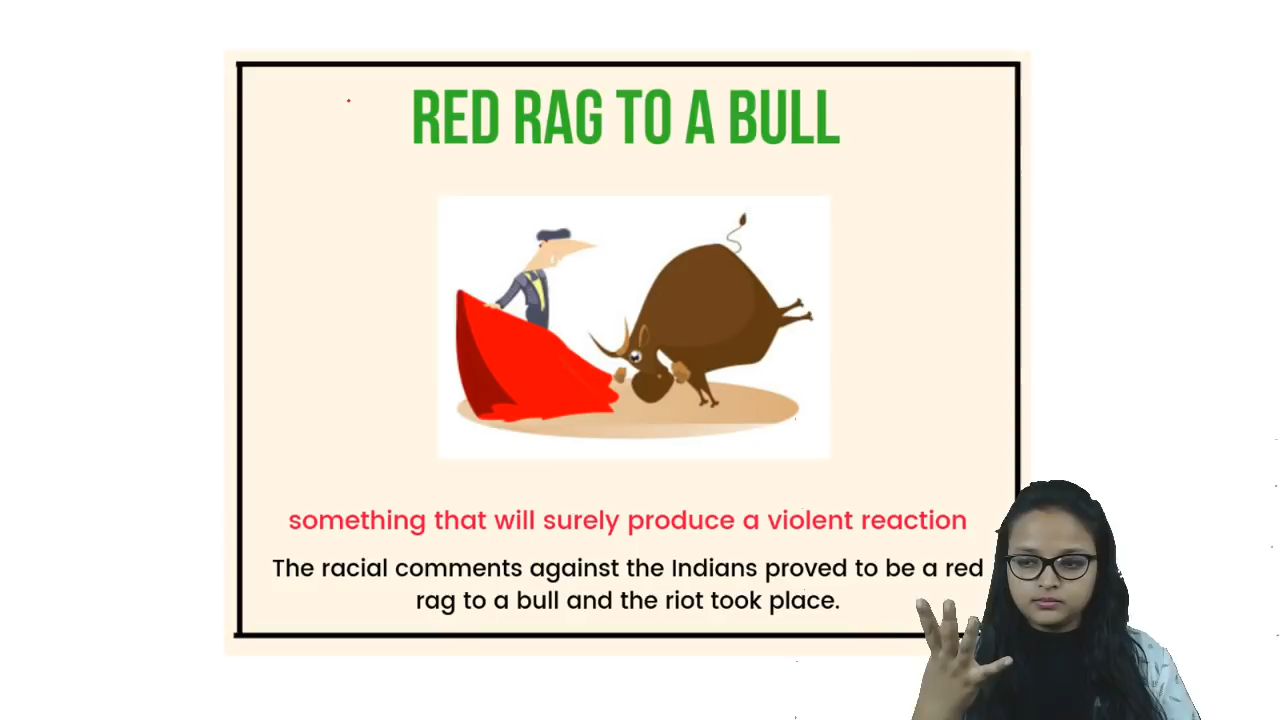 RED RAG TO A BULL
something that will surely produce a violent reaction
The racial comments against the Indians proved to be a red
rag to a bull and the riot took place.